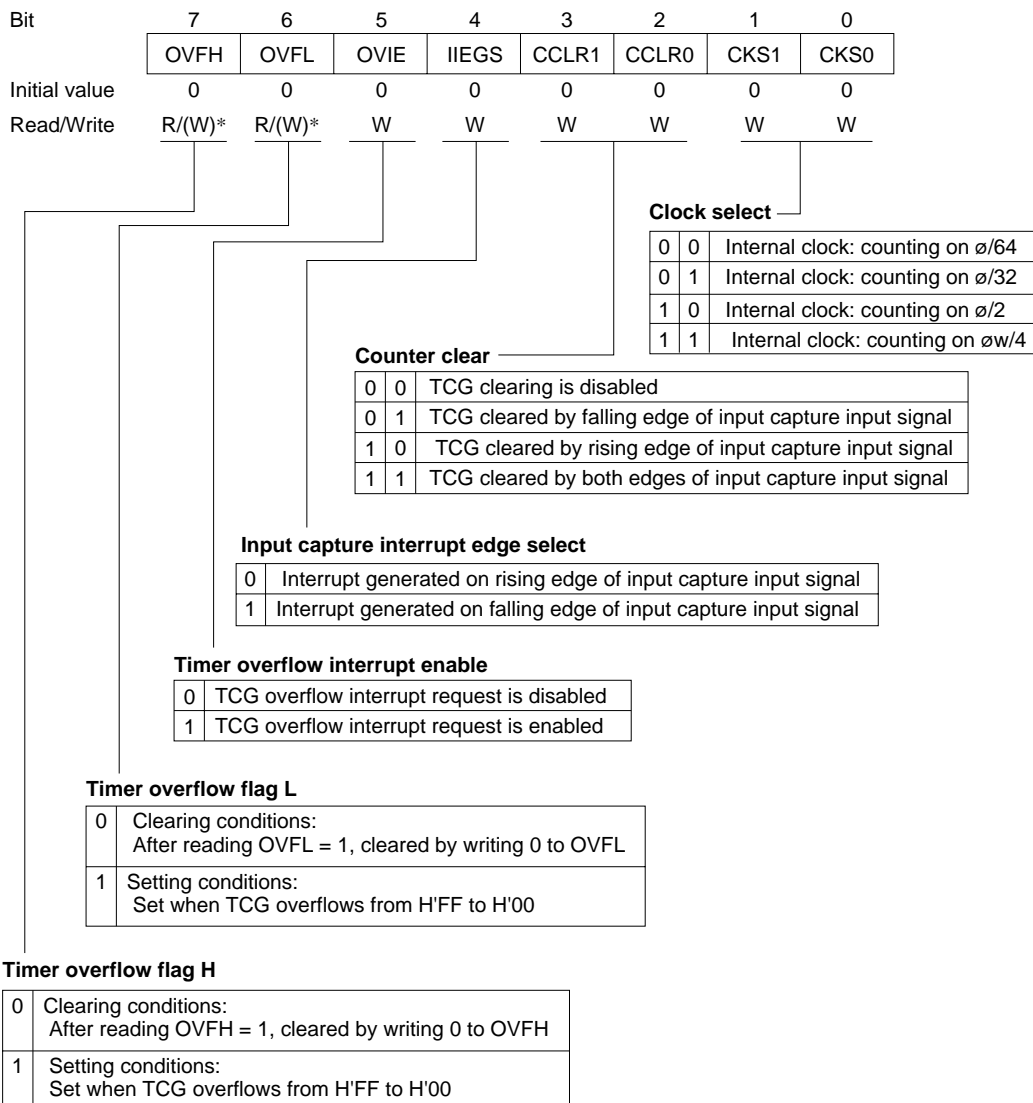 Bit 7 6 5 4 3 2 1 0
OVFH OVFL OVIE IIEGS CCLR1 CCLR0 CKS1 CKS0
Initial value 0 0 0 0 0 0 0 0
Read/Write R/(W)* R/(W)* W W W W W W
Clock select
0 0 Internal clock: counting on ø/64
0 1 Internal clock: counting on ø/32
1 0 Internal clock: counting on ø/2
1 1 Internal clock: counting on øw/4
Counter clear
0 0 TCG clearing is disabled
0 1 TCG cleared by falling edge of input capture input signal
1 0 TCG cleared by rising edge of input capture input signal
1 1 TCG cleared by both edges of input capture input signal
Input capture interrupt edge select
0 Interrupt generated on rising edge of input capture input signal
1 Interrupt generated on falling edge of input capture input signal
Timer overflow interrupt enable
0 TCG overflow interrupt request is disabled
1 TCG overflow interrupt request is enabled
Timer overflow flag L
0 Clearing conditions:
After reading OVFL = 1, cleared by writing 0 to OVFL
1 Setting conditions:
Set when TCG overflows from H'FF to H'00
Timer overflow flag H
0 Clearing conditions:
After reading OVFH = 1, cleared by writing 0 to OVFH
1 Setting conditions:
Set when TCG overflows from H'FF to H'00